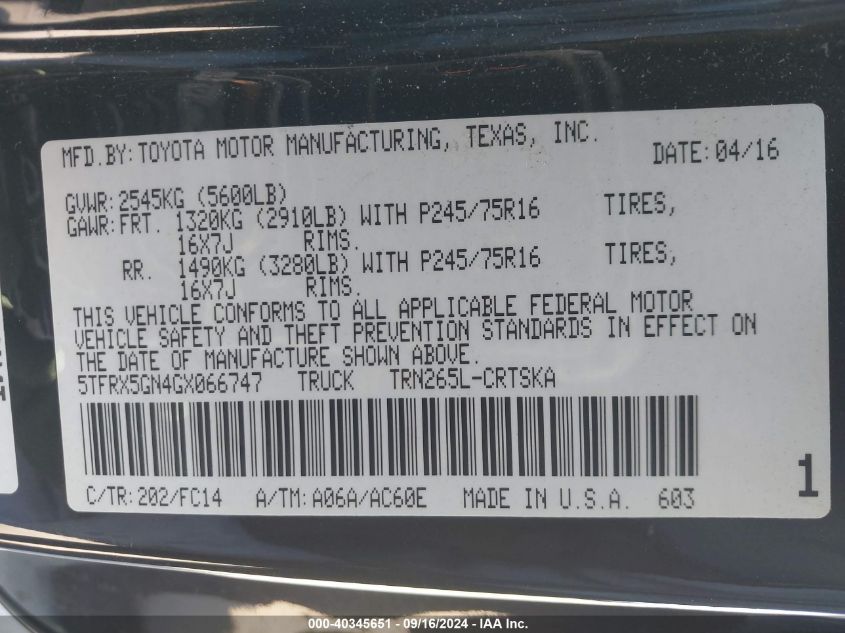 MFD.BY:TOYOTA MOTOR MANUFACTURING, TEXAS, INC.
DATE:04/16
GVWR:2545KG (5600LB)
GAWR:FRT. 1320KG (2910LB) WITH P245/75R16 TIRES,
16X7J RIMS.
RR. 1490KG (3280LB) WITH P245/75R16 TIRES,
16X7J RIMS.
THIS VEHICLE CONFORMS TO ALL APPLICABLE FEDERAL MOTOR
VEHICLE SAFETY AND THEFT PREVENTION STANDARDS IN EFFECT ON
THE DATE OF MANUFACTURE SHOWN ABOVE.
5TFRX5GN4GX066747 TRUCK TRN265L-CRTSKA
1
C/TR:202/FC14 A/TM:A06A/AC60E MADE IN U.S.A. 603
000-40345651 - 09/16/2024 - IAA Inc.